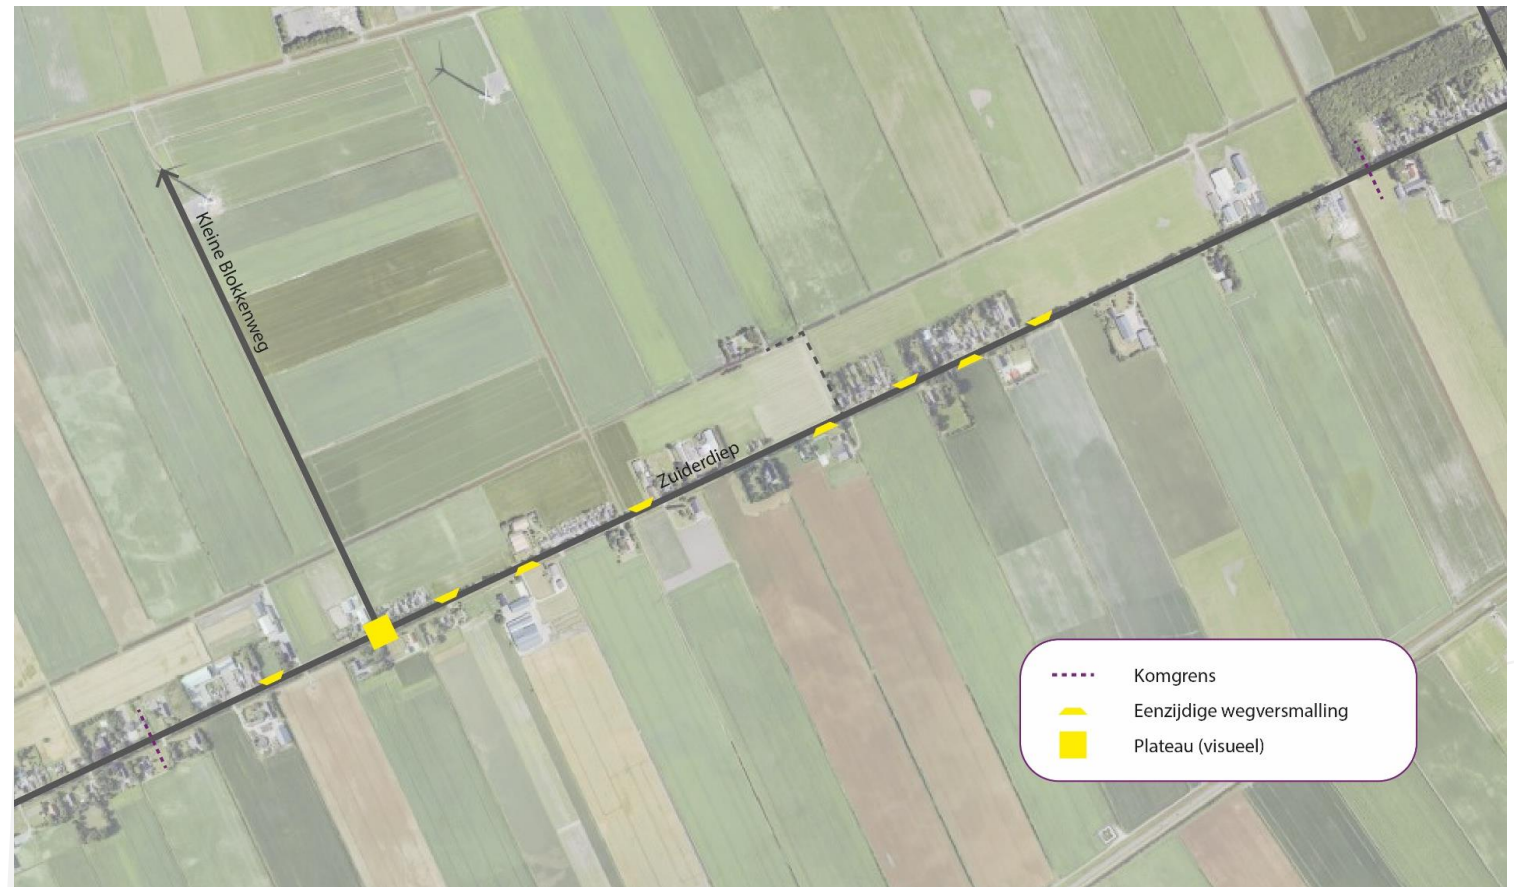 Kleine Blokkenweg
Zuiderdiep
Komgrens
Eenzijdige wegversmalling
Plateau (visueel)